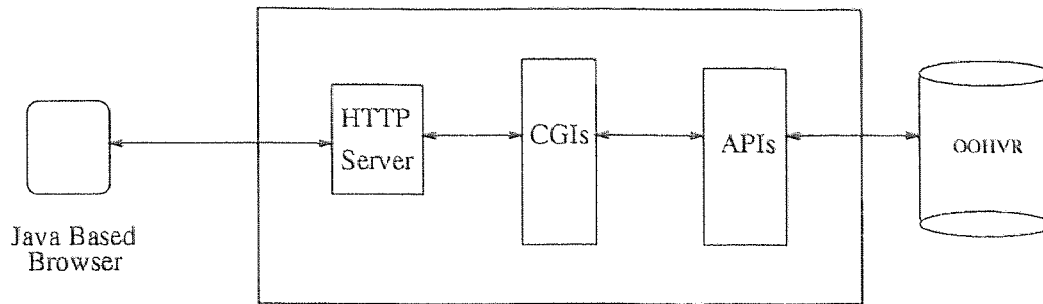 HTTP
Server
CGIs
APIs
OOHVR
Java Based
Browser